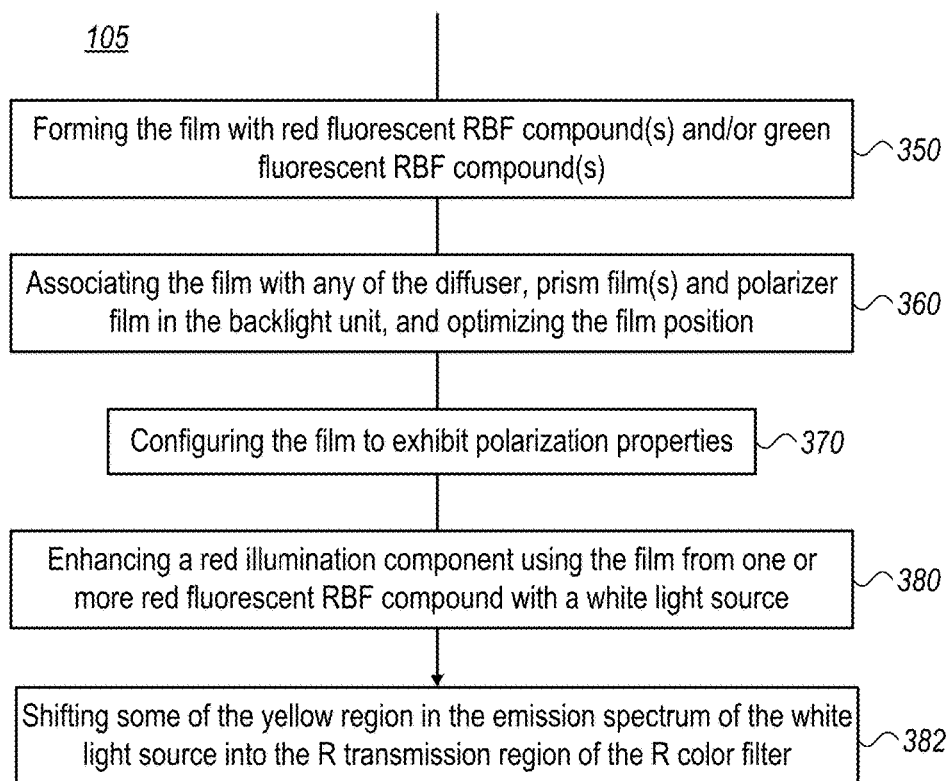 105
Forming the film with red fluorescent RBF compound(s) and/or green
fluorescent RBF compound(s)
350
Associating the film with any of the diffuser, prism film(s) and polarizer
film in the backlight unit, and optimizing the film position
360
Configuring the film to exhibit polarization properties
370
Enhancing a red illumination component using the film from one or
more red fluorescent RBF compound with a white light source
380
Shifting some of the yellow region in the emission spectrum of the white
light source into the R transmission region of the R color filter
382